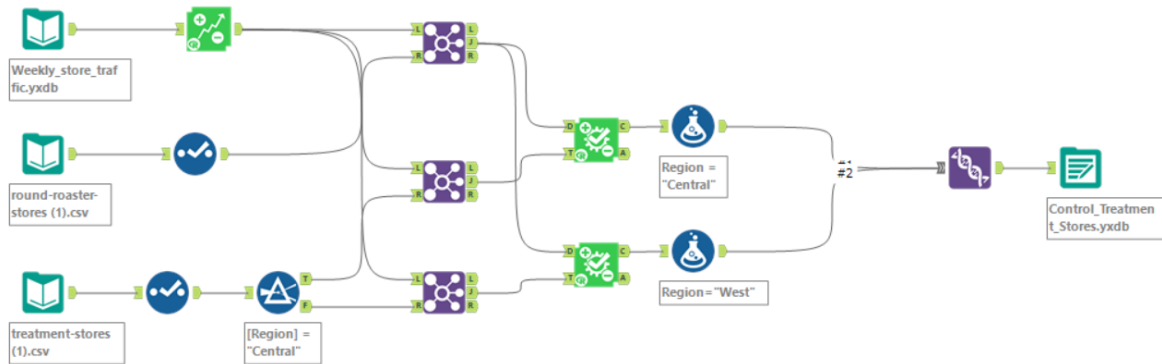 L
L
J
R
R
Weekly_store_traf
fic.yxdb
D
C
T
A
Region =
"Central"
L
L
J
R
R
round-roaster-
stores (1).csv
#2
Control_Treatmen
t_Stores.yxdb
D
C
T
A
Region="West"
T
F
L
L
J
R
R
treatment-stores
(1).csv
[Region] =
"Central"